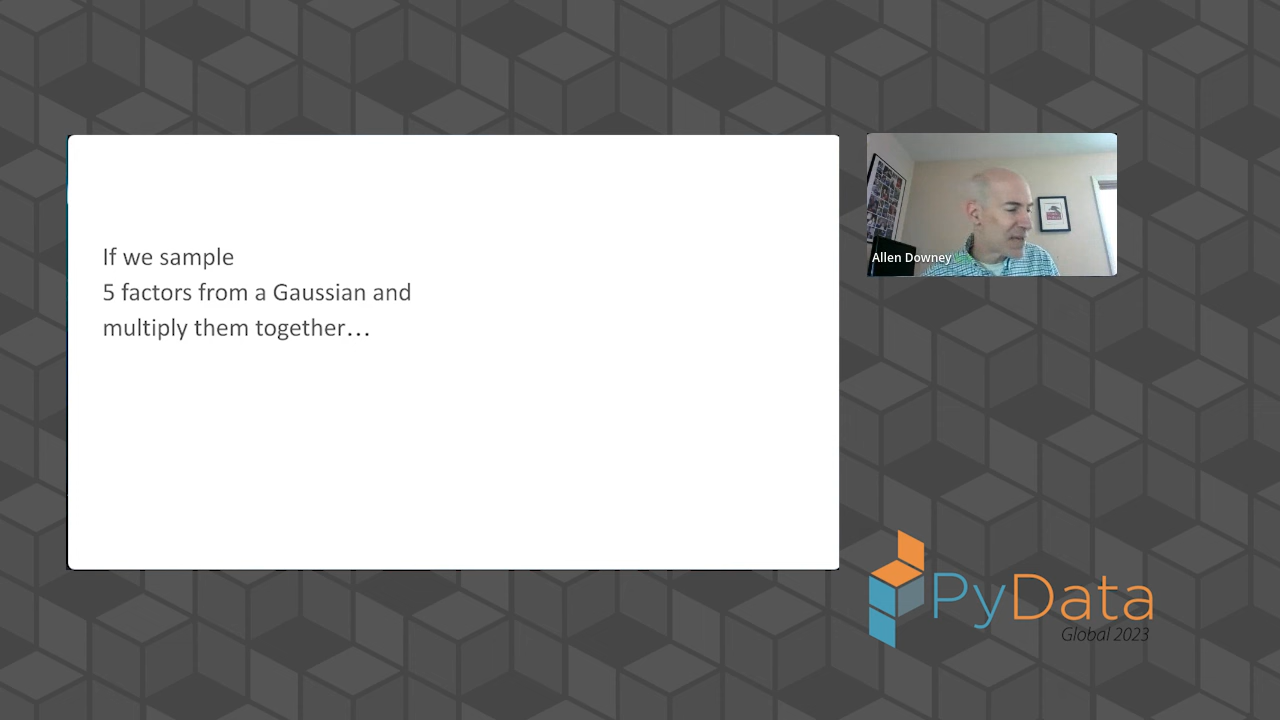 If we sample
5 factors from a Gaussian and
multiply them together…
Allen Downey
PyData
Global 2023